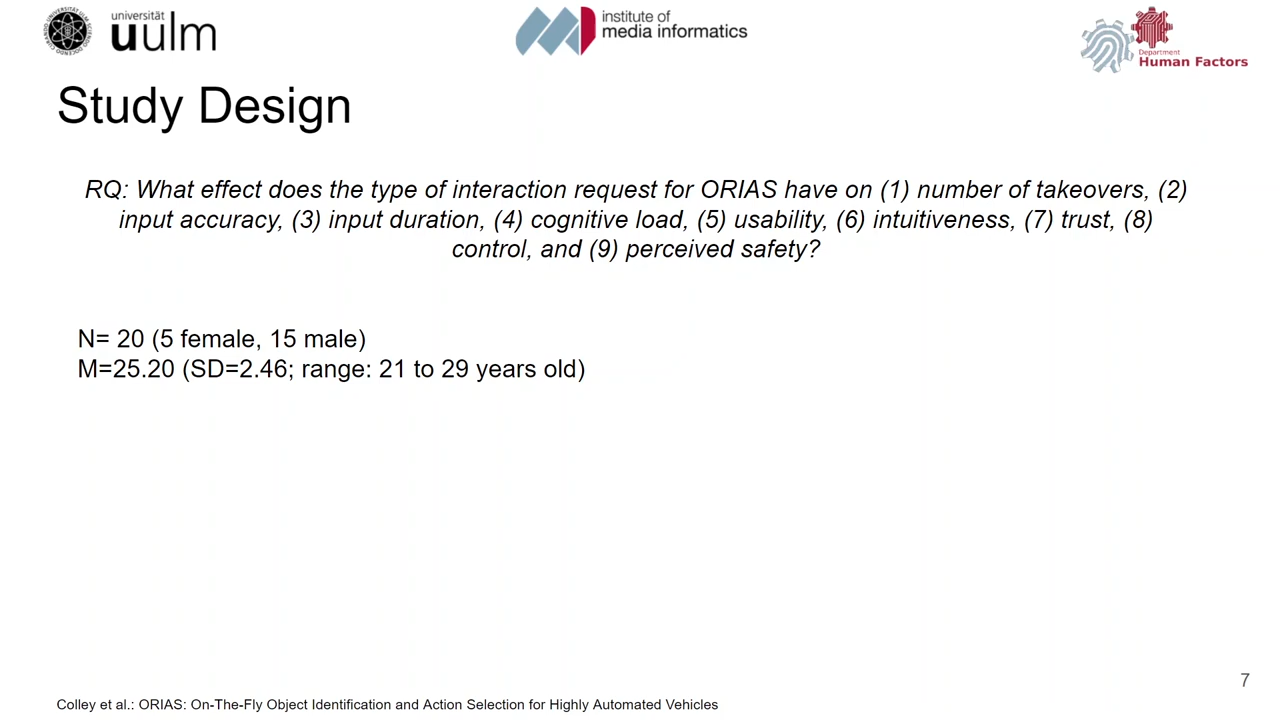 universität
uulm
institute of
media informatics
Department
Human Factors
Study Design
RQ: What effect does the type of interaction request for ORIAS have on (1) number of takeovers, (2)
input accuracy, (3) input duration, (4) cognitive load, (5) usability, (6) intuitiveness, (7) trust, (8)
control, and (9) perceived safety?
N= 20 (5 female, 15 male)
M=25.20 (SD=2.46; range: 21 to 29 years old)
7
Colley et al.: ORIAS: On-The-Fly Object Identification and Action Selection for Highly Automated Vehicles